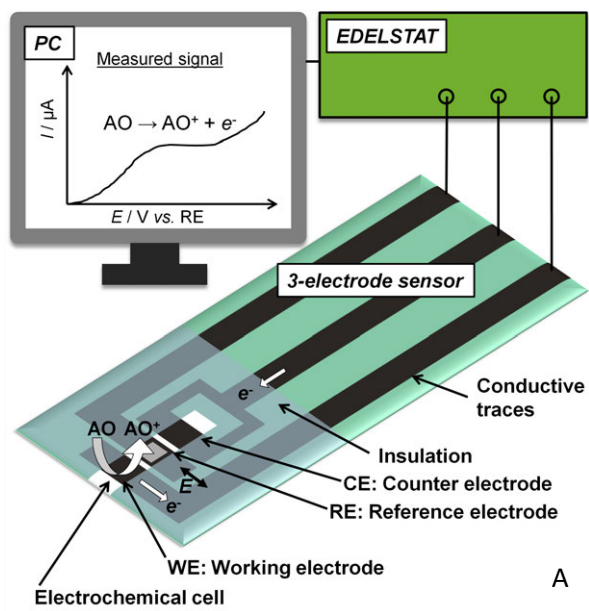 PC
EDELSTAT
Measured signal
I / µA
AO → AO⁺ + e⁻
E / V vs. RE
3-electrode sensor
e⁻
Conductive
traces
AO AO⁺
Insulation
E
CE: Counter electrode
e⁻
RE: Reference electrode
WE: Working electrode
Electrochemical cell
A